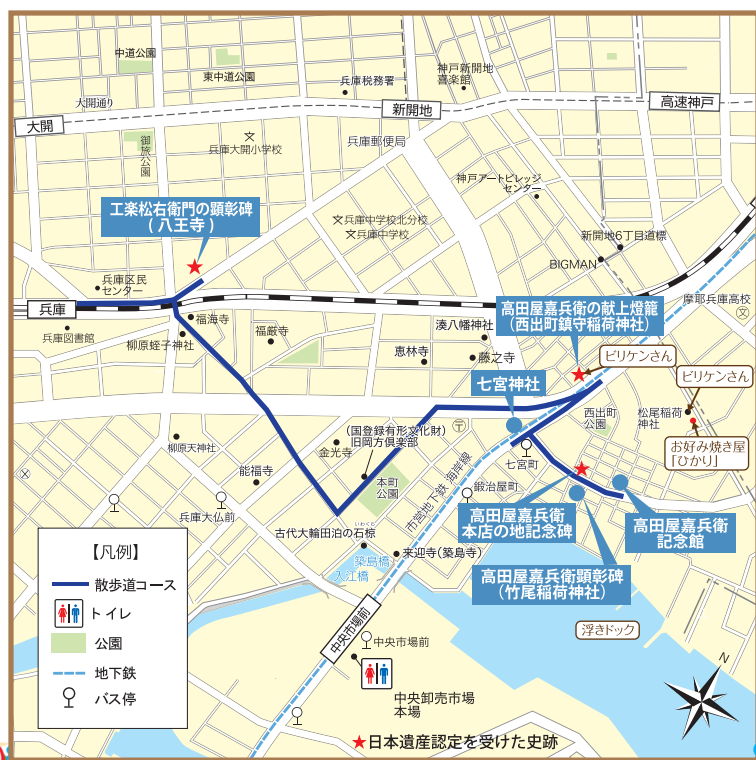 中道公園
東中道公園
兵庫税務署
神戸新開地
喜楽館
大開通り
新開地
高速神戸
大開
御旅公園
文
兵庫大開小学校
兵庫郵便局
神戸アートビレッジ
センター
工楽松右衛門の顕彰碑
(八王寺)
文兵庫中学校北分校
文兵庫中学校
新開地6丁目道標
BIGMAN
兵庫区民
センター
兵庫
摩耶兵庫高校
文
高田屋嘉兵衛の献上燈籠
(西出町鎮守稲荷神社)
福海寺
福厳寺
湊八幡神社
兵庫図書館
柳原蛭子神社
恵林寺
藤之寺
ビリケンさん
七宮神社
ビリケンさん
西出町
公園
松尾稲荷
神社
(国登録有形文化財)
旧岡方倶楽部
金光寺
柳原天神社
七宮町
お好み焼き屋
「ひかり」
能福寺
本町
公園
市営地下鉄 海岸線
鍛治屋町
兵庫大仏前
高田屋嘉兵衛
本店の地記念碑
高田屋嘉兵衛
記念館
いわくら
古代大輪田泊の石椋
築島橋
入江橋
来迎寺(築島寺)
高田屋嘉兵衛顕彰碑
(竹尾稲荷神社)
【凡例】
散歩道コース
トイレ
公園
地下鉄
バス停
中央市場前
中央市場前
浮きドック
N
中央卸売市場
本場
★日本遺産認定を受けた史跡